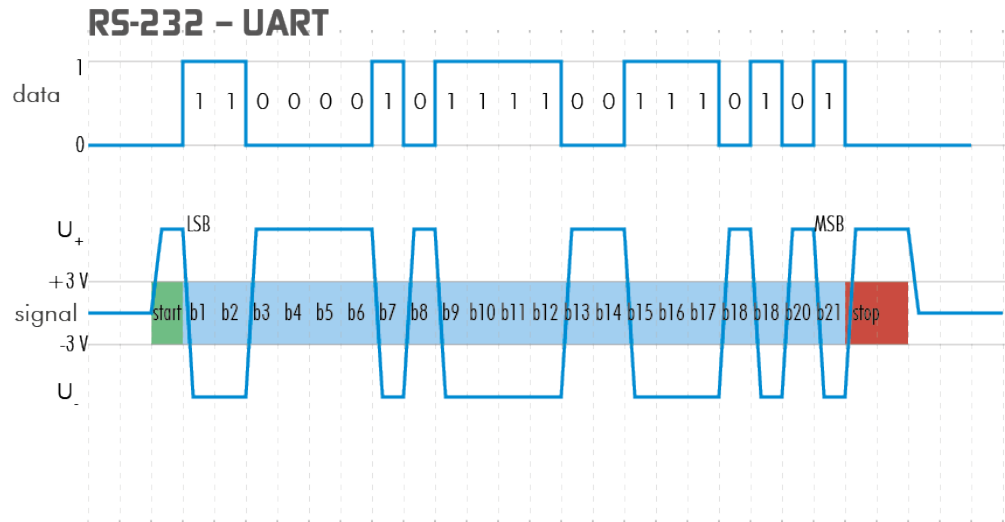 RS-232 – UART
1
data 1 1 0 0 0 0 1 0 1 1 1 1 0 0 1 1 1 0 1 0 1
0
U+ LSB MSB
+3 V
signal start b1 b2 b3 b4 b5 b6 b7 b8 b9 b10 b11 b12 b13 b14 b15 b16 b17 b18 b18 b20 b21 stop
-3 V
U-